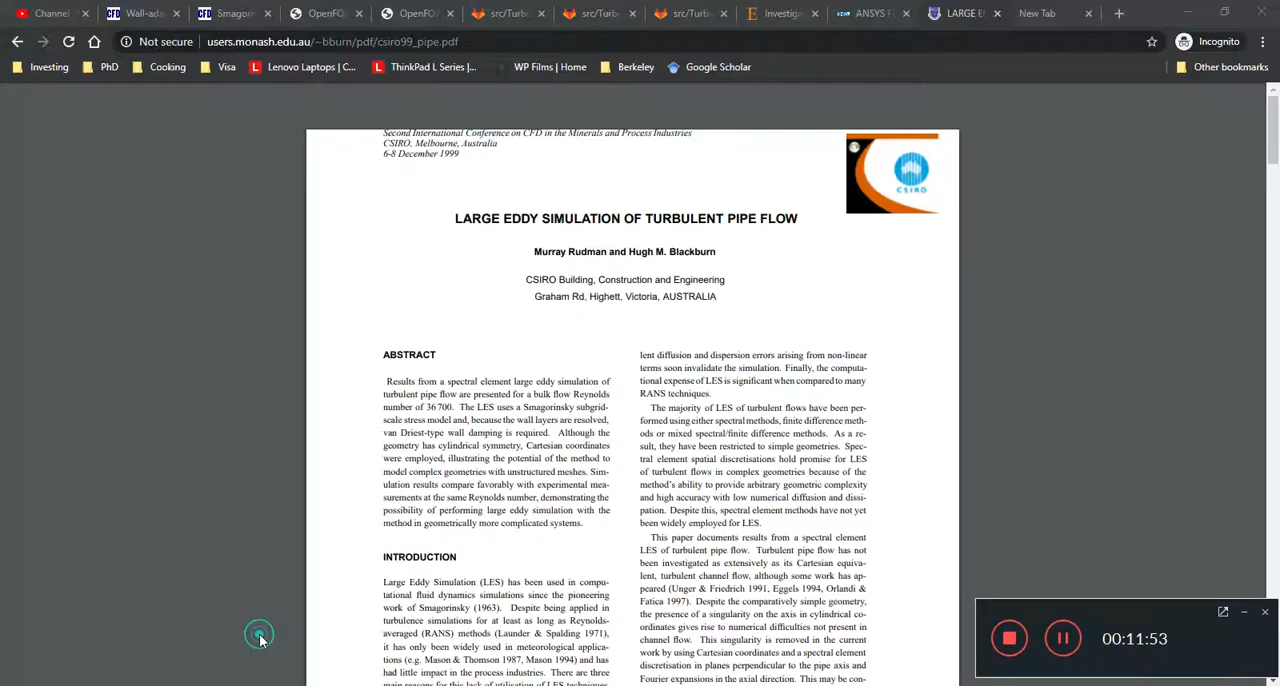 Channel
Wall-ada
Smagori
OpenFO
OpenFO
src/Turb
src/Turb
src/Turb
Investiga
ANSYS F
LARGE E
New Tab
Not secure
users.monash.edu.au/~bburn/pdf/csiro99_pipe.pdf
Incognito
Investing
PhD
Cooking
Visa
Lenovo Laptops | C...
ThinkPad L Series |...
WP Films | Home
Berkeley
Google Scholar
Other bookmarks
Second International Conference on CFD in the Minerals and Process Industries
CSIRO, Melbourne, Australia
6-8 December 1999
CSIRO
LARGE EDDY SIMULATION OF TURBULENT PIPE FLOW
Murray Rudman and Hugh M. Blackburn
CSIRO Building, Construction and Engineering
Graham Rd, Highett, Victoria, AUSTRALIA
ABSTRACT
Results from a spectral element large eddy simulation of
turbulent pipe flow are presented for a bulk flow Reynolds
number of 36 700. The LES uses a Smagorinsky subgrid-
scale stress model and, because the wall layers are resolved,
van Driest-type wall damping is required. Although the
geometry has cylindrical symmetry, Cartesian coordinates
were employed, illustrating the potential of the method to
model complex geometries with unstructured meshes. Sim-
ulation results compare favorably with experimental mea-
surements at the same Reynolds number, demonstrating the
possibility of performing large eddy simulation with the
method in geometrically more complicated systems.
INTRODUCTION
Large Eddy Simulation (LES) has been used in compu-
tational fluid dynamics simulations since the pioneering
work of Smagorinsky (1963). Despite being applied in
turbulence simulations for at least as long as Reynolds-
averaged (RANS) methods (Launder & Spalding 1971),
it has only been widely used in meteorological applica-
tions (e.g. Mason & Thomson 1987, Mason 1994) and has
had little impact in the process industries. There are three
main reasons for this lack of utilisation of LES techniques.
lent diffusion and dispersion errors arising from non-linear
terms soon invalidate the simulation. Finally, the computa-
tional expense of LES is significant when compared to many
RANS techniques.
The majority of LES of turbulent flows have been per-
formed using either spectral methods, finite difference meth-
ods or mixed spectral/finite difference methods. As a re-
sult, they have been restricted to simple geometries. Spec-
tral element spatial discretisations hold promise for LES
of turbulent flows in complex geometries because of the
method's ability to provide arbitrary geometric complexity
and high accuracy with low numerical diffusion and dissi-
pation. Despite this, spectral element methods have not yet
been widely employed for LES.
This paper documents results from a spectral element
LES of turbulent pipe flow. Turbulent pipe flow has not
been investigated as extensively as its Cartesian equiva-
lent, turbulent channel flow, although some work has ap-
peared (Unger & Friedrich 1991, Eggels 1994, Orlandi &
Fatica 1997). Despite the comparatively simple geometry,
the presence of a singularity on the axis in cylindrical co-
ordinates gives rise to numerical difficulties not present in
channel flow. This singularity is removed in the current
work by using Cartesian coordinates and a spectral element
discretisation in planes perpendicular to the pipe axis and
Fourier expansions in the axial direction. This may be con-
00:11:53